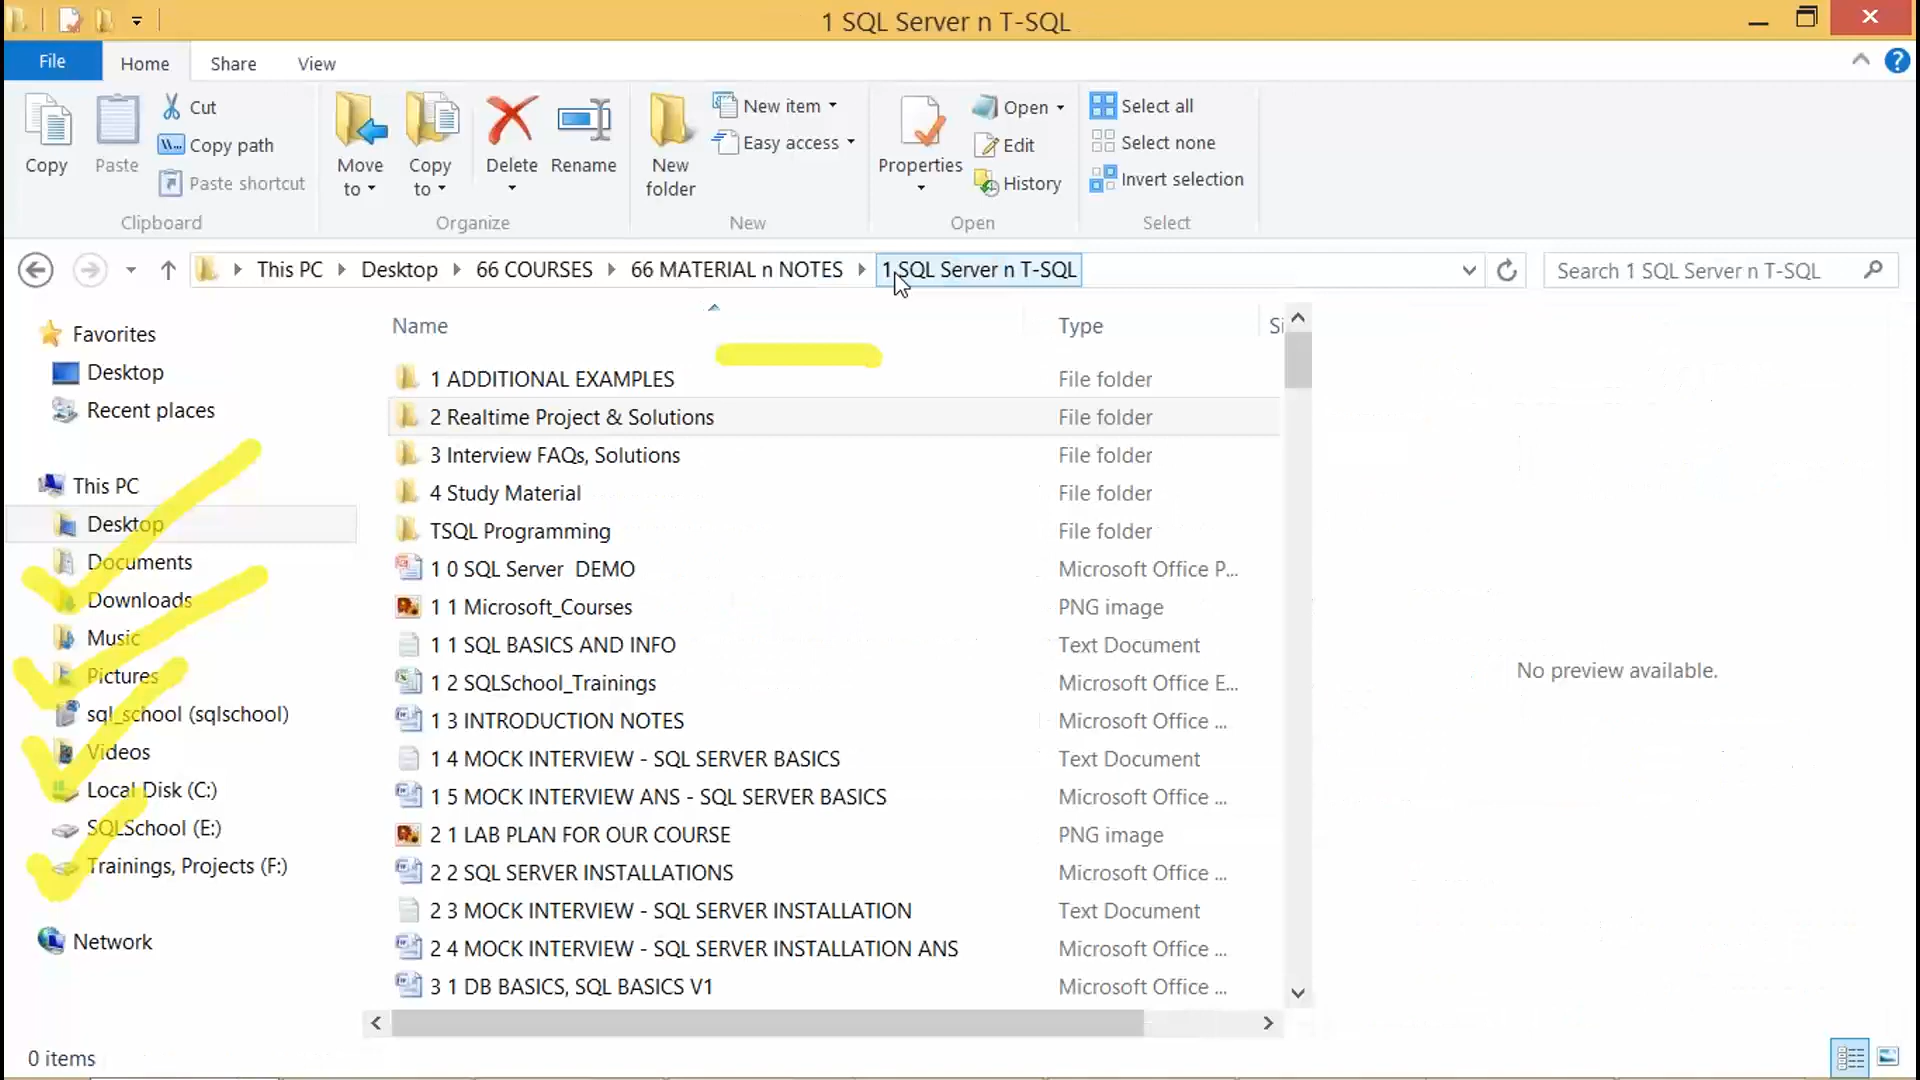 1 SQL Server n T-SQL
File Home Share View
Copy
Paste
Cut
Copy path
Paste shortcut
Clipboard
Move to
Copy to
Delete
Rename
Organize
New folder
New item
Easy access
New
Properties
Open
Edit
History
Open
Select all
Select none
Invert selection
Select
This PC Desktop 66 COURSES 66 MATERIAL n NOTES 1 SQL Server n T-SQL
Search 1 SQL Server n T-SQL
Favorites
Desktop
Recent places
This PC
Desktop
Documents
Downloads
Music
Pictures
sql_school (sqlschool)
Videos
Local Disk (C:)
SQLSchool (E:)
Trainings, Projects (F:)
Network
Name Type Si
1 ADDITIONAL EXAMPLES File folder
2 Realtime Project & Solutions File folder
3 Interview FAQs, Solutions File folder
4 Study Material File folder
TSQL Programming File folder
1 0 SQL Server  DEMO Microsoft Office P...
1 1 Microsoft_Courses PNG image
1 1 SQL BASICS AND INFO Text Document
1 2 SQLSchool_Trainings Microsoft Office E...
1 3 INTRODUCTION NOTES Microsoft Office ...
1 4 MOCK INTERVIEW - SQL SERVER BASICS Text Document
1 5 MOCK INTERVIEW ANS - SQL SERVER BASICS Microsoft Office ...
2 1 LAB PLAN FOR OUR COURSE PNG image
2 2 SQL SERVER INSTALLATIONS Microsoft Office ...
2 3 MOCK INTERVIEW - SQL SERVER INSTALLATION Text Document
2 4 MOCK INTERVIEW - SQL SERVER INSTALLATION ANS Microsoft Office ...
3 1 DB BASICS, SQL BASICS V1 Microsoft Office ...
No preview available.
0 items